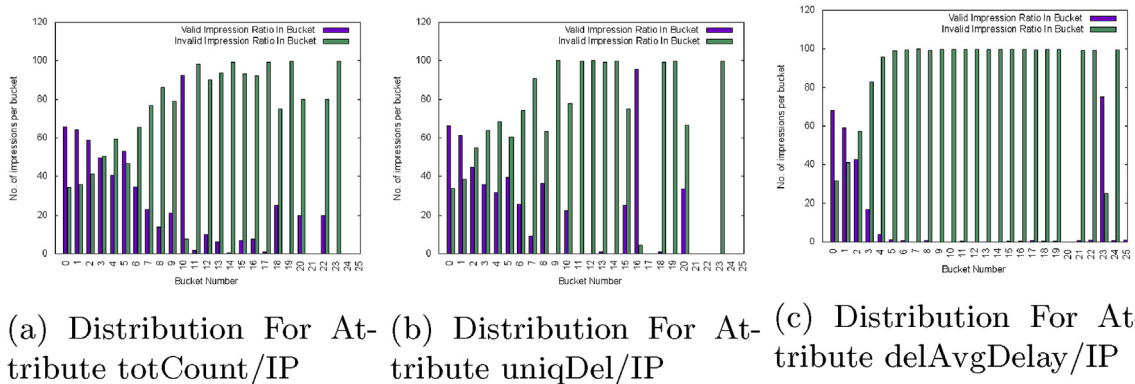 120
100
80
60
40
20
0
No. of impressions per bucket
Valid Impression Ratio In Bucket
Invalid Impression Ratio In Bucket
0 1 2 3 4 5 6 7 8 9 10 11 12 13 14 15 16 17 18 19 20 21 22 23 24 25
Bucket Number
(a) Distribution For At-
tribute totCount/IP
120
100
80
60
40
20
0
No. of impressions per bucket
Valid Impression Ratio In Bucket
Invalid Impression Ratio In Bucket
0 1 2 3 4 5 6 7 8 9 10 11 12 13 14 15 16 17 18 19 20 21 22 23 24 25
Bucket Number
(b) Distribution For At-
tribute uniqDel/IP
120
100
80
60
40
20
0
No. of impressions per bucket
Valid Impression Ratio In Bucket
Invalid Impression Ratio In Bucket
0 1 2 3 4 5 6 7 8 9 10 11 12 13 14 15 16 17 18 19 20 21 22 23 24 25
Bucket Number
(c) Distribution For At-
tribute delAvgDelay/IP